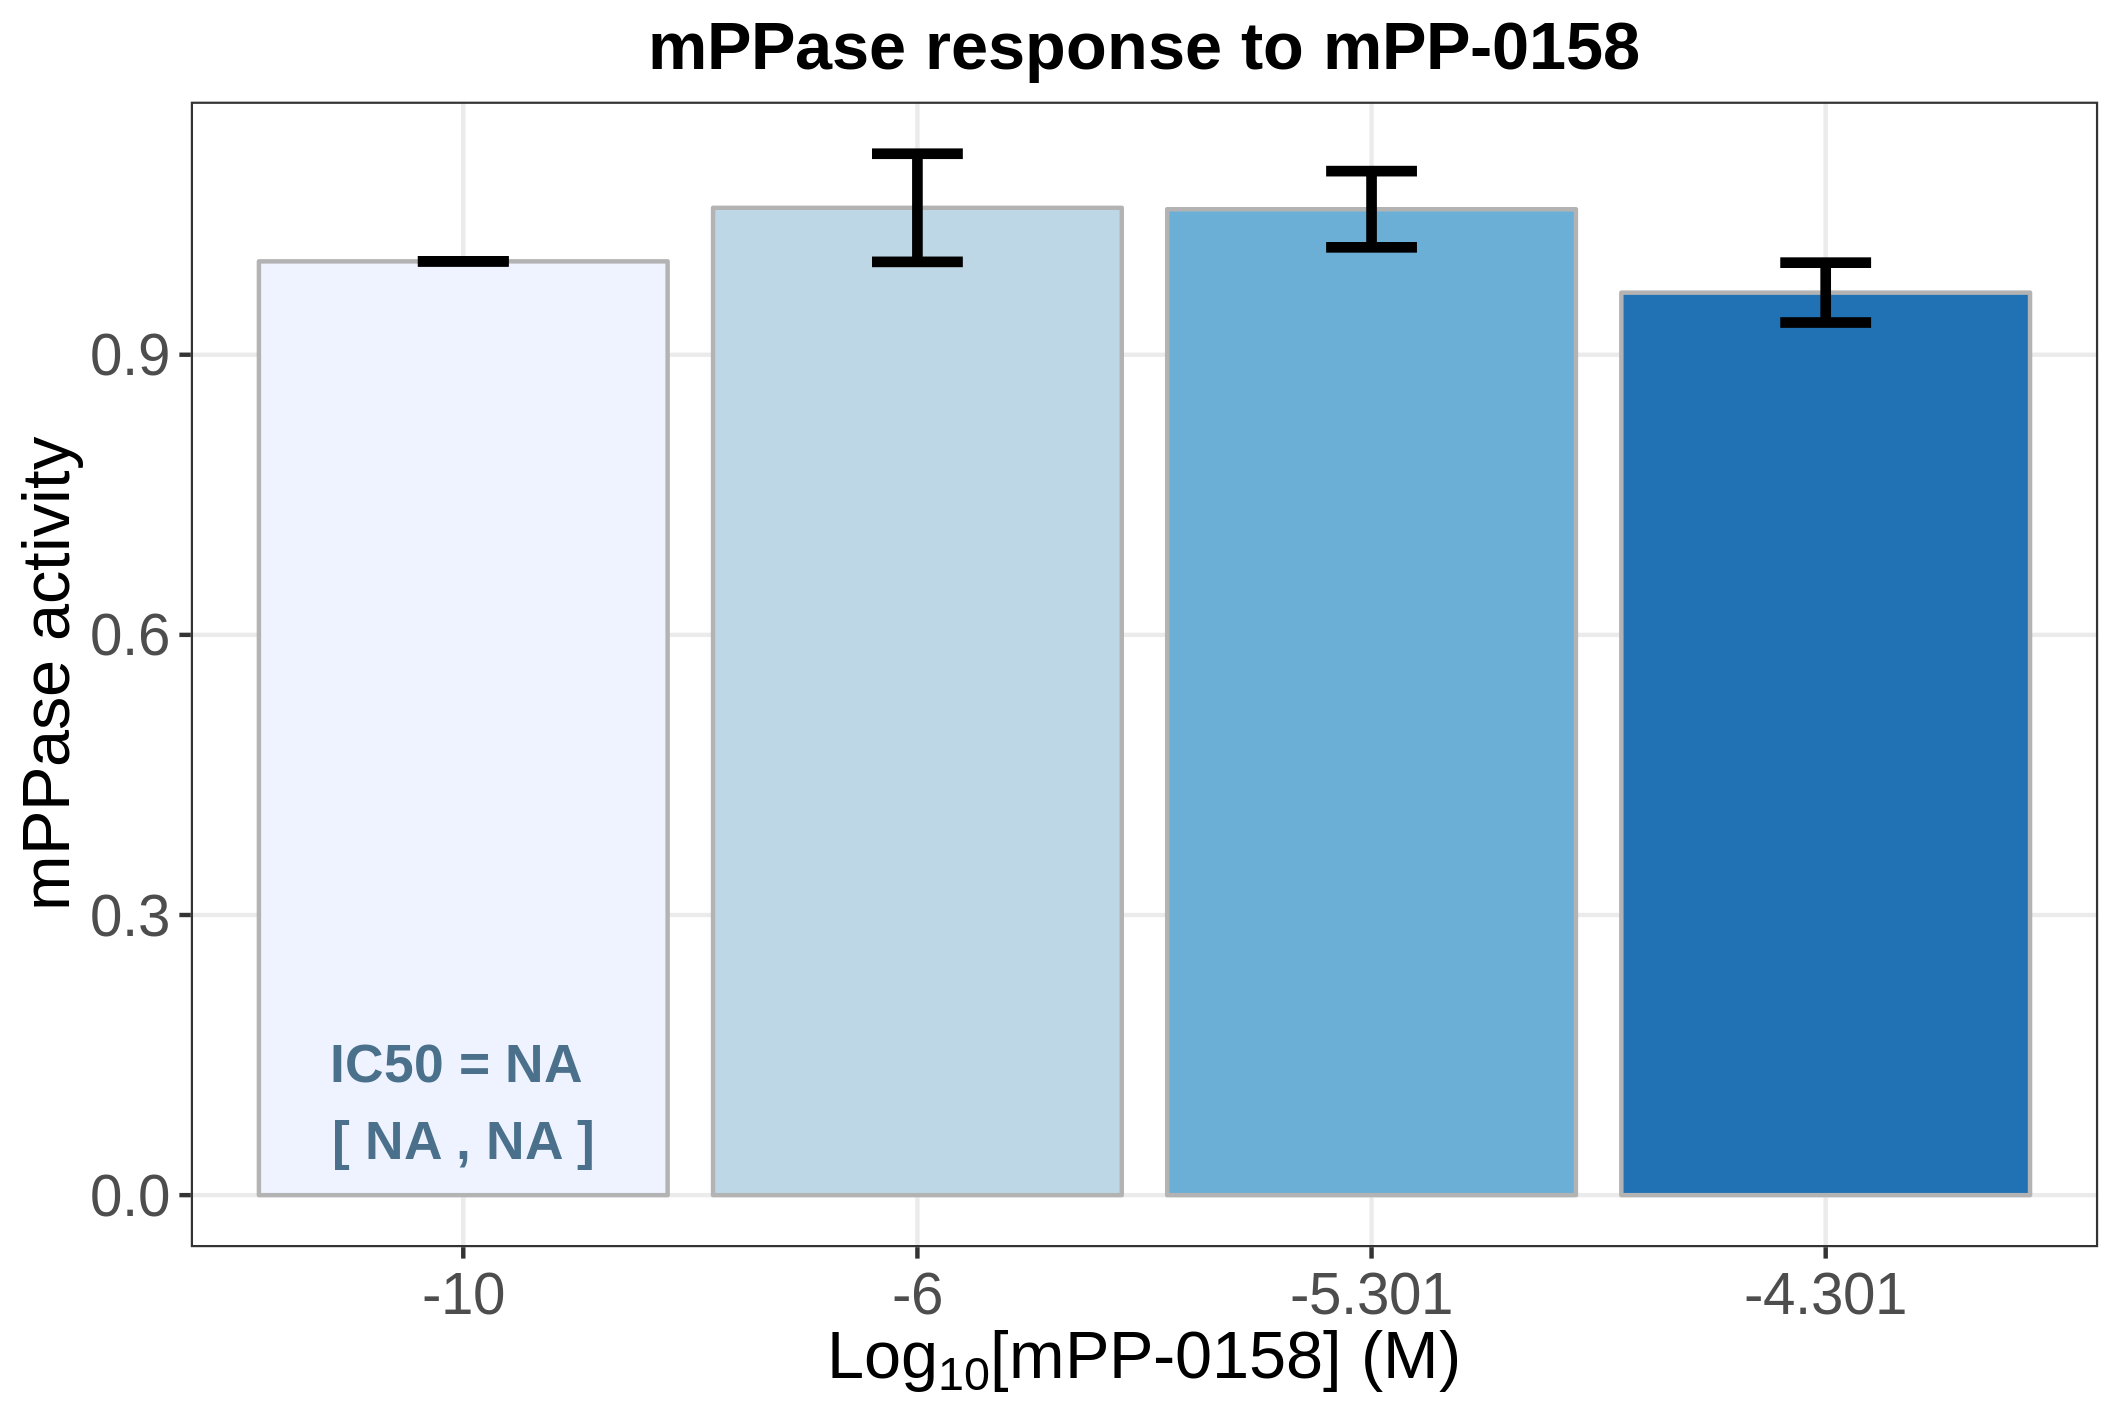 mPPase response to mPP-0158
mPPase activity
0.9
0.6
0.3
0.0
IC50 = NA
[ NA , NA ]
-10
-6
-5.301
-4.301
Log10[mPP-0158] (M)